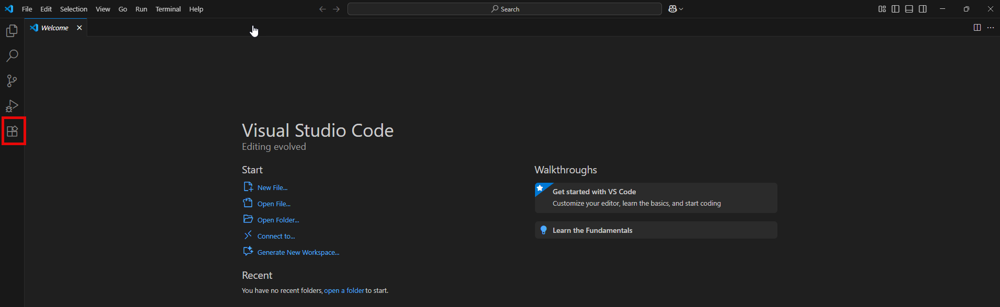 File Edit Selection View Go Run Terminal Help Search
Welcome
Visual Studio Code
Editing evolved
Start
New File...
Open File...
Open Folder...
Connect to...
Generate New Workspace...
Recent
You have no recent folders, open a folder to start.
Walkthroughs
Get started with VS Code
Customize your editor, learn the basics, and start coding
Learn the Fundamentals